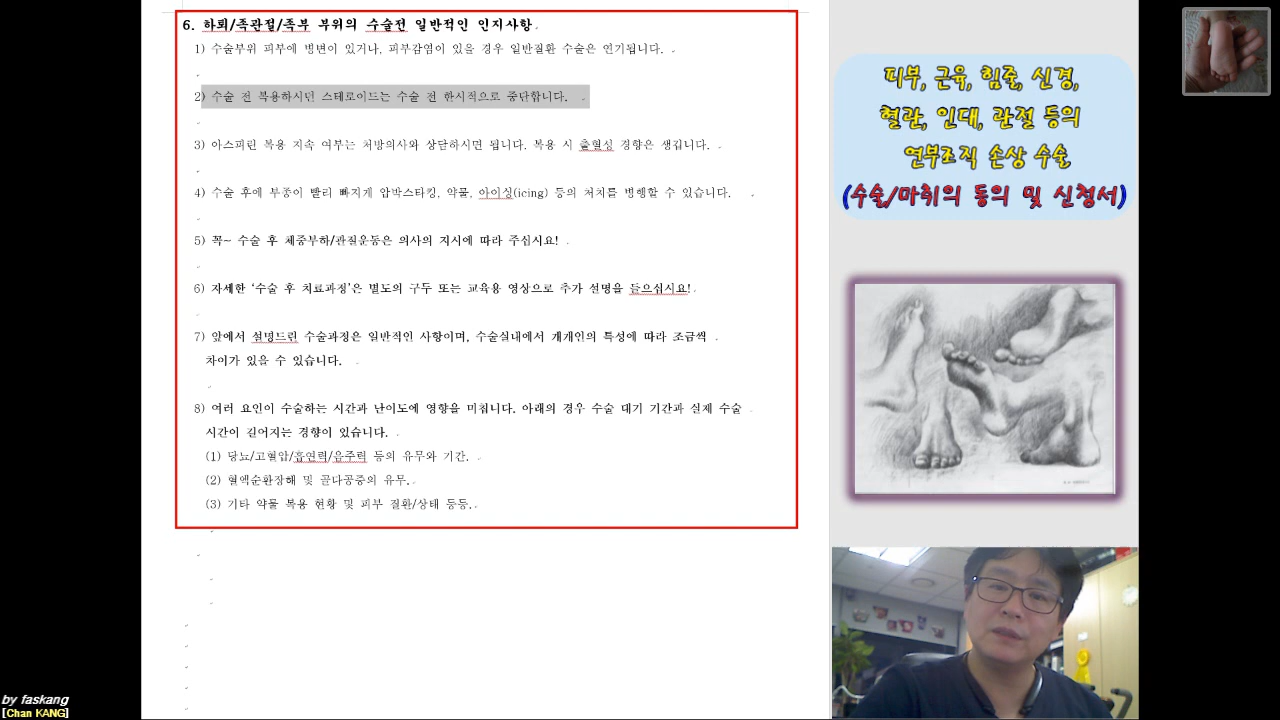 6. 하퇴/족관절/족부 부위의 수술전 일반적인 인지사항
1) 수술부위 피부에 병변이 있거나, 피부감염이 있을 경우 일반질환 수술은 연기됩니다.
2) 수술 전 복용하시던 스테로이드는 수술 전 한시적으로 중단합니다.
3) 아스피린 복용 지속 여부는 처방의사와 상담하시면 됩니다. 복용 시 출혈성 경향은 생깁니다.
4) 수술 후에 부종이 빨리 빠지게 압박스타킹, 약물, 아이싱(icing) 등의 처치를 병행할 수 있습니다.
5) 꼭~ 수술 후 체중부하/관절운동은 의사의 지시에 따라 주십시요!
6) 자세한 '수술 후 치료과정'은 별도의 구두 또는 교육용 영상으로 추가 설명을 들으십시요!
7) 앞에서 설명드린 수술과정은 일반적인 사항이며, 수술실내에서 개개인의 특성에 따라 조금씩
차이가 있을 수 있습니다.
8) 여러 요인이 수술하는 시간과 난이도에 영향을 미칩니다. 아래의 경우 수술 대기 기간과 실제 수술
시간이 길어지는 경향이 있습니다.
(1) 당뇨/고혈압/흡연력/음주력 등의 유무와 기간.
(2) 혈액순환장해 및 골다공증의 유무.
(3) 기타 약물 복용 현황 및 피부 질환/상태 등등.
피부, 근육, 힘줄, 신경,
혈관, 인대, 관절 등의
연부조직 손상 수술
(수술/마취의 동의 및 신청서)
by faskang
[Chan KANG]